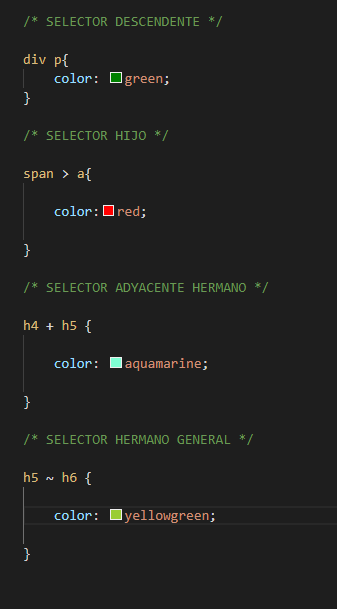 /* SELECTOR DESCENDENTE */
div p{
color: green;
}
/* SELECTOR HIJO */
span > a{
color: red;
}
/* SELECTOR ADYACENTE HERMANO */
h4 + h5 {
color: aquamarine;
}
/* SELECTOR HERMANO GENERAL */
h5 ~ h6 {
color: yellowgreen;
}